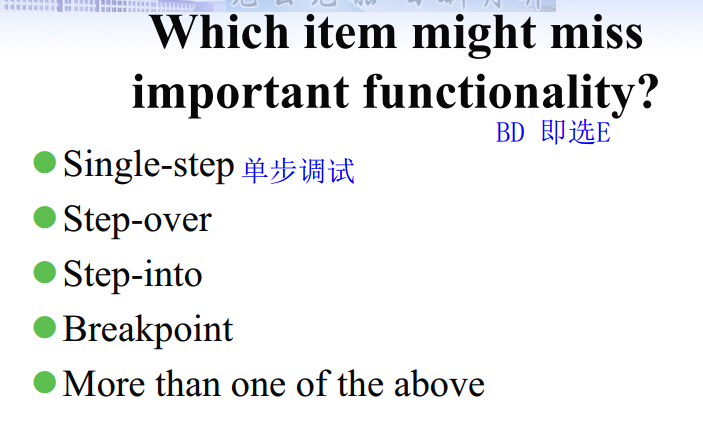 Which item might miss
important functionality?
BD 即选E
Single-step 单步调试
Step-over
Step-into
Breakpoint
More than one of the above